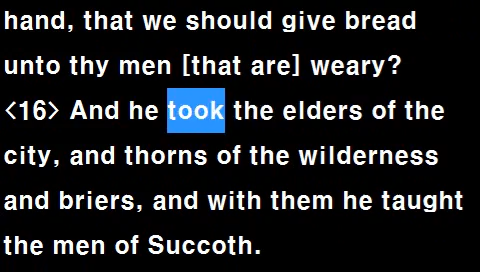 hand, that we should give bread
unto thy men [that are] weary?
<16> And he took the elders of the
city, and thorns of the wilderness
and briers, and with them he taught
the men of Succoth.